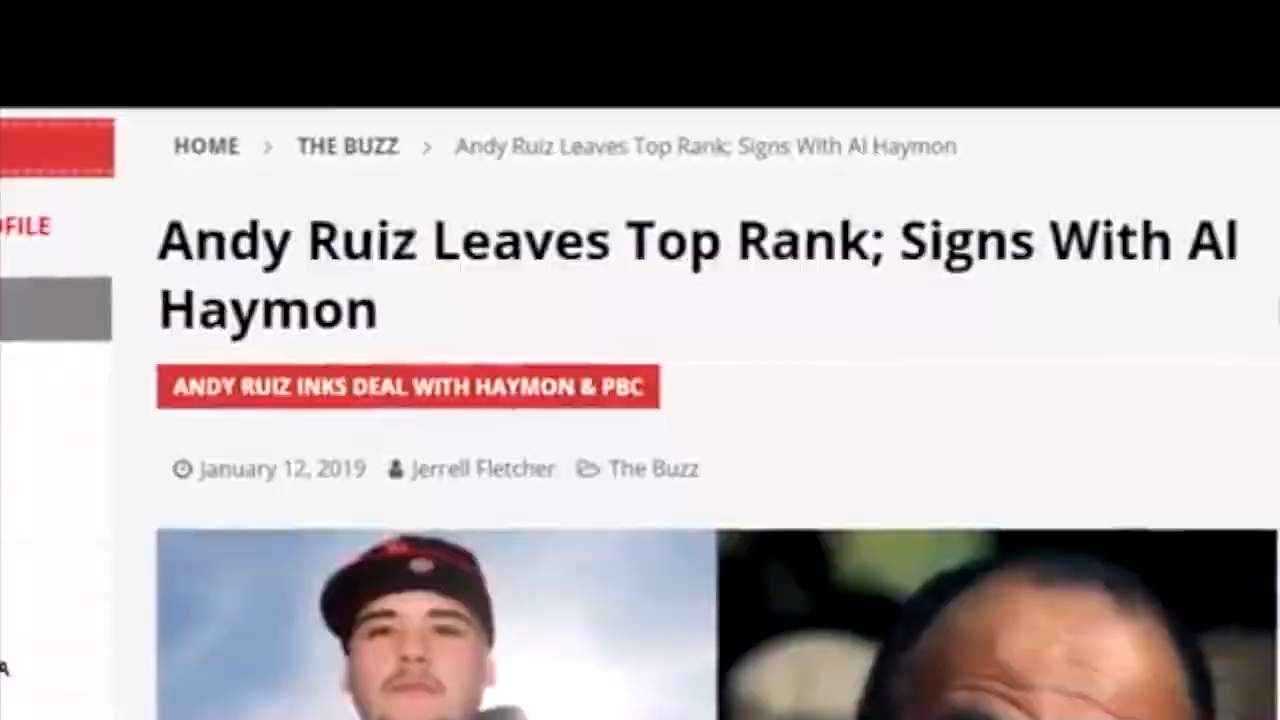 HOME > THE BUZZ > Andy Ruiz Leaves Top Rank; Signs With Al Haymon
OFILE
Andy Ruiz Leaves Top Rank; Signs With Al
Haymon
ANDY RUIZ INKS DEAL WITH HAYMON & PBC
January 12, 2019 Jerrell Fletcher The Buzz
A